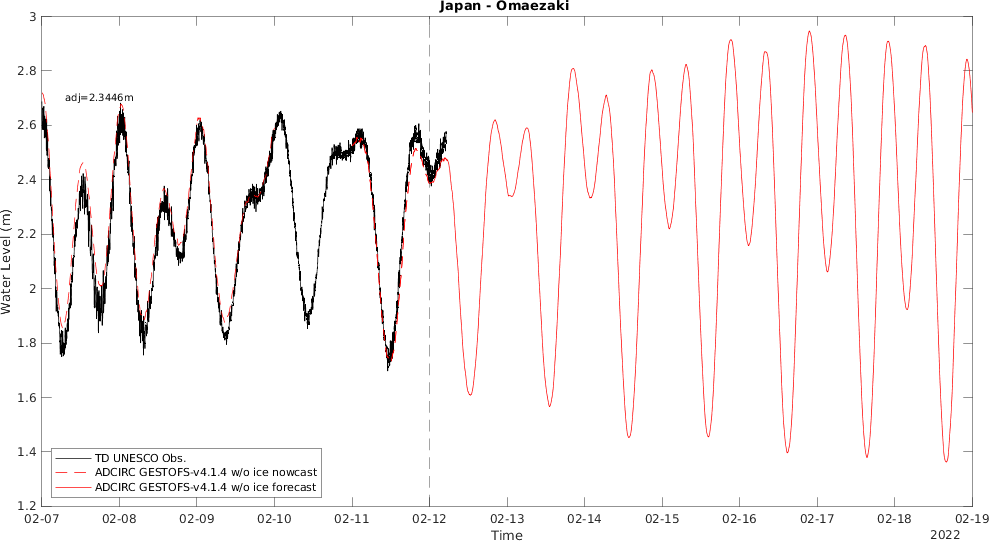 Japan - Omaezaki
3
2.8
adj=2.3446m
2.6
2.4
2.2
2
1.8
1.6
1.4
1.2
Water Level (m)
TD UNESCO Obs.
ADCIRC GESTOFS-v4.1.4 w/o ice nowcast
ADCIRC GESTOFS-v4.1.4 w/o ice forecast
02-07 02-08 02-09 02-10 02-11 02-12 02-13 02-14 02-15 02-16 02-17 02-18 02-19
Time
2022